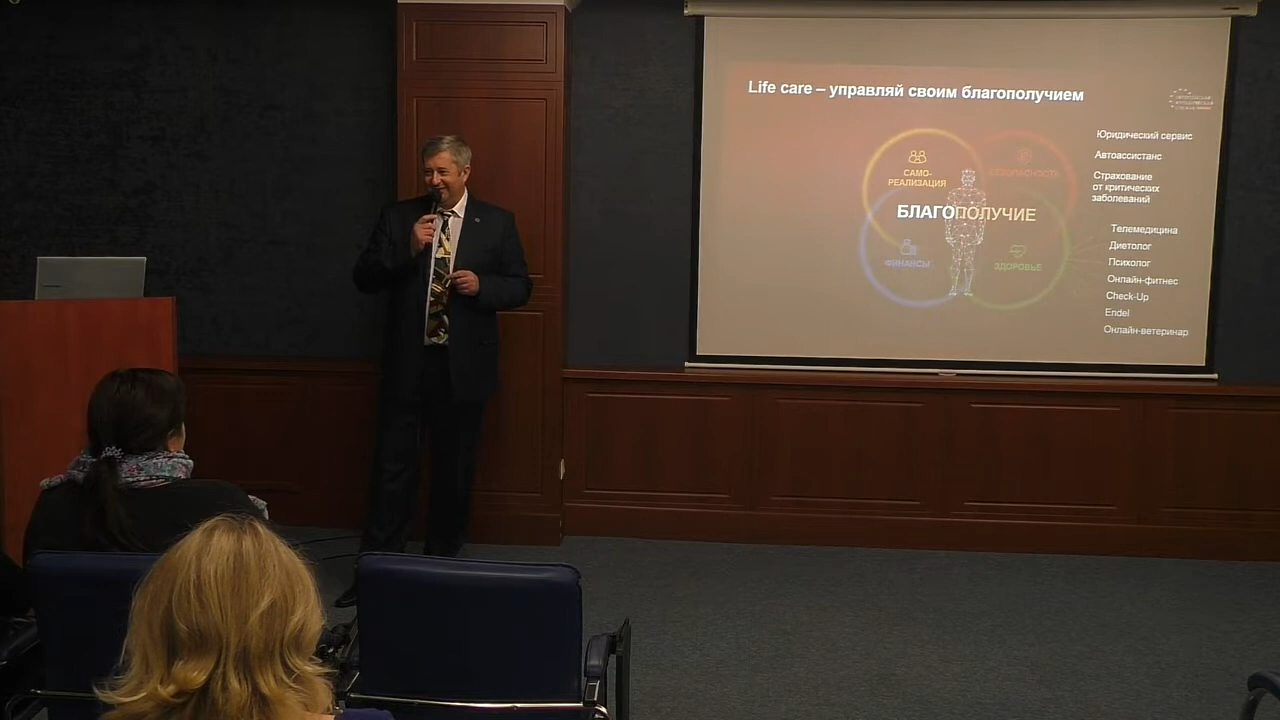 Life care – управляй своим благополучием
Юридический сервис
Автоассистанс
Страхование
от критических
заболеваний
САМО-
РЕАЛИЗАЦИЯ
БЕЗОПАСНОСТЬ
БЛАГОПОЛУЧИЕ
ФИНАНСЫ
ЗДОРОВЬЕ
Телемедицина
Диетолог
Психолог
Онлайн-фитнес
Check-Up
Endel
Онлайн-ветеринар